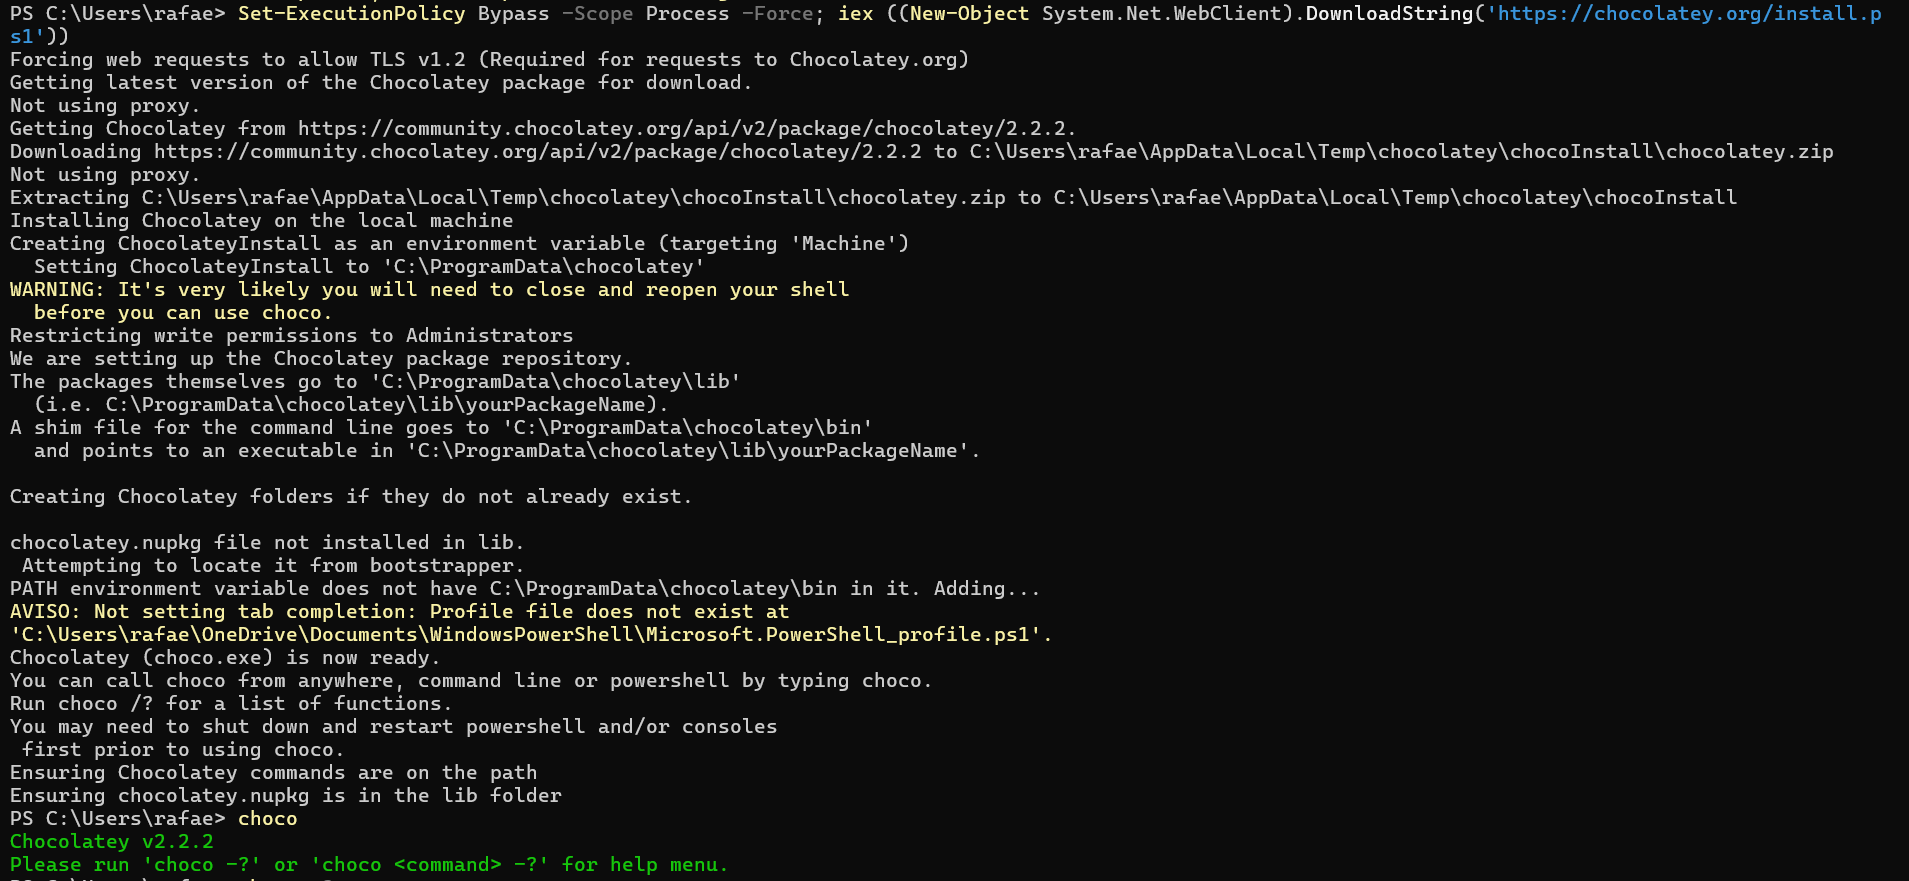 PS C:\Users\rafae> Set-ExecutionPolicy Bypass -Scope Process -Force; iex ((New-Object System.Net.WebClient).DownloadString('https://chocolatey.org/install.p
s1'))
Forcing web requests to allow TLS v1.2 (Required for requests to Chocolatey.org)
Getting latest version of the Chocolatey package for download.
Not using proxy.
Getting Chocolatey from https://community.chocolatey.org/api/v2/package/chocolatey/2.2.2.
Downloading https://community.chocolatey.org/api/v2/package/chocolatey/2.2.2 to C:\Users\rafae\AppData\Local\Temp\chocolatey\chocoInstall\chocolatey.zip
Not using proxy.
Extracting C:\Users\rafae\AppData\Local\Temp\chocolatey\chocoInstall\chocolatey.zip to C:\Users\rafae\AppData\Local\Temp\chocolatey\chocoInstall
Installing Chocolatey on the local machine
Creating ChocolateyInstall as an environment variable (targeting 'Machine')
  Setting ChocolateyInstall to 'C:\ProgramData\chocolatey'
WARNING: It's very likely you will need to close and reopen your shell
  before you can use choco.
Restricting write permissions to Administrators
We are setting up the Chocolatey package repository.
The packages themselves go to 'C:\ProgramData\chocolatey\lib'
  (i.e. C:\ProgramData\chocolatey\lib\yourPackageName).
A shim file for the command line goes to 'C:\ProgramData\chocolatey\bin'
  and points to an executable in 'C:\ProgramData\chocolatey\lib\yourPackageName'.

Creating Chocolatey folders if they do not already exist.

chocolatey.nupkg file not installed in lib.
 Attempting to locate it from bootstrapper.
PATH environment variable does not have C:\ProgramData\chocolatey\bin in it. Adding...
AVISO: Not setting tab completion: Profile file does not exist at
'C:\Users\rafae\OneDrive\Documents\WindowsPowerShell\Microsoft.PowerShell_profile.ps1'.
Chocolatey (choco.exe) is now ready.
You can call choco from anywhere, command line or powershell by typing choco.
Run choco /? for a list of functions.
You may need to shut down and restart powershell and/or consoles
 first prior to using choco.
Ensuring Chocolatey commands are on the path
Ensuring chocolatey.nupkg is in the lib folder
PS C:\Users\rafae> choco
Chocolatey v2.2.2
Please run 'choco -?' or 'choco <command> -?' for help menu.